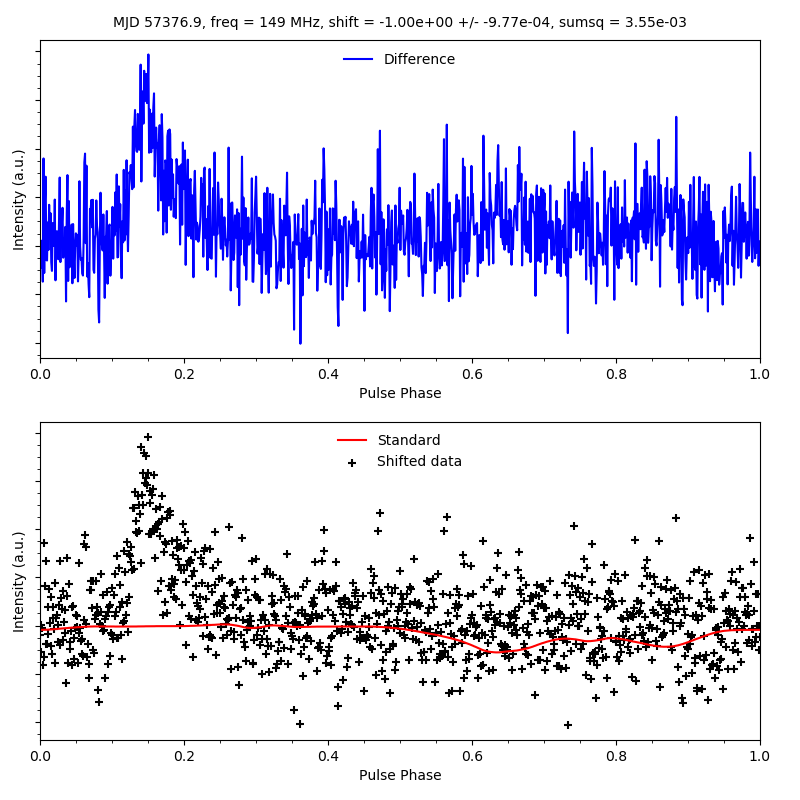 MJD 57376.9, freq = 149 MHz, shift = -1.00e+00 +/- -9.77e-04, sumsq = 3.55e-03
Difference
Intensity (a.u.)
0.0 0.2 0.4 0.6 0.8 1.0
Pulse Phase
Standard
Shifted data
Intensity (a.u.)
0.0 0.2 0.4 0.6 0.8 1.0
Pulse Phase